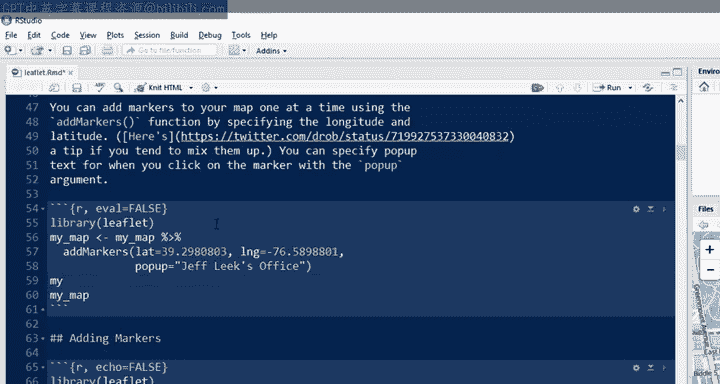 GPT中英字幕课程资源@bilibili.com
RStudio
File Edit Code View Plots Session Build Debug Tools Help
Go to file/function Addins
leaflet.Rmd* Enviro
Knit HTML Run
47 You can add markers to your map one at a time using the
48 `addMarkers()` function by specifying the longitude and
49 latitude. ([Here's](https://twitter.com/drob/status/719927537330040832)
50 a tip if you tend to mix them up.) You can specify popup
51 text for when you click on the marker with the `popup`
52 argument.
53
54 ```{r, eval=FALSE}
55 library(leaflet)
56 my_map <- my_map %>%
57 addMarkers(lat=39.2980803, lng=-76.5898801,
58 popup="Jeff Leek's Office")
59 my
60 my_map
61 ```
62
63 ## Adding Markers
64
65 ```{r, echo=FALSE}
66 library(leaflet)
Files
+
-